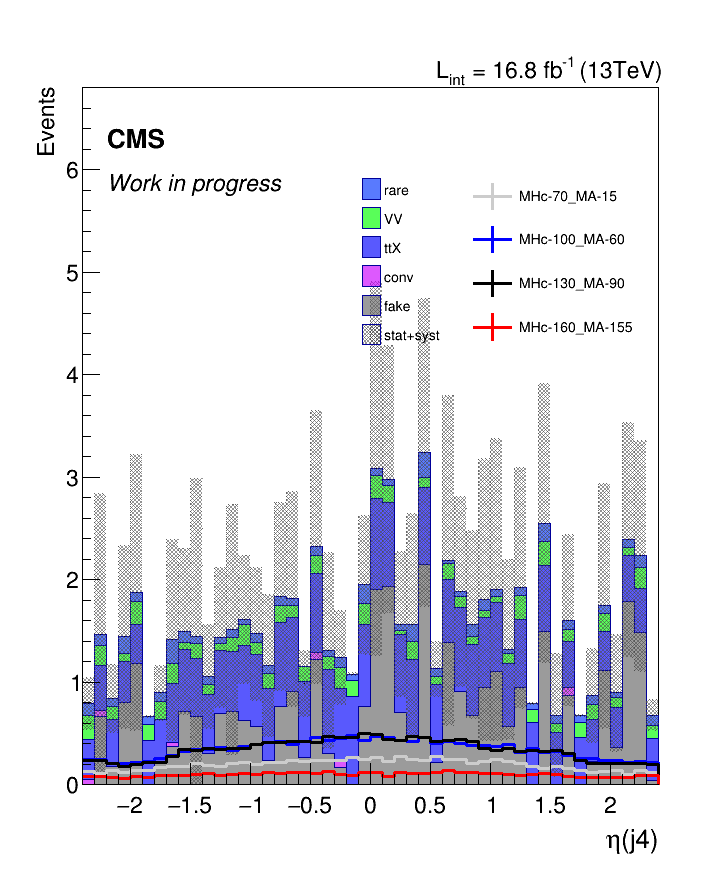 L_int = 16.8 fb^-1 (13TeV)
Events
CMS
Work in progress
rare
VV
ttX
conv
fake
stat+syst
MHc-70_MA-15
MHc-100_MA-60
MHc-130_MA-90
MHc-160_MA-155
6
5
4
3
2
1
0
−2 −1.5 −1 −0.5 0 0.5 1 1.5 2
η(j4)